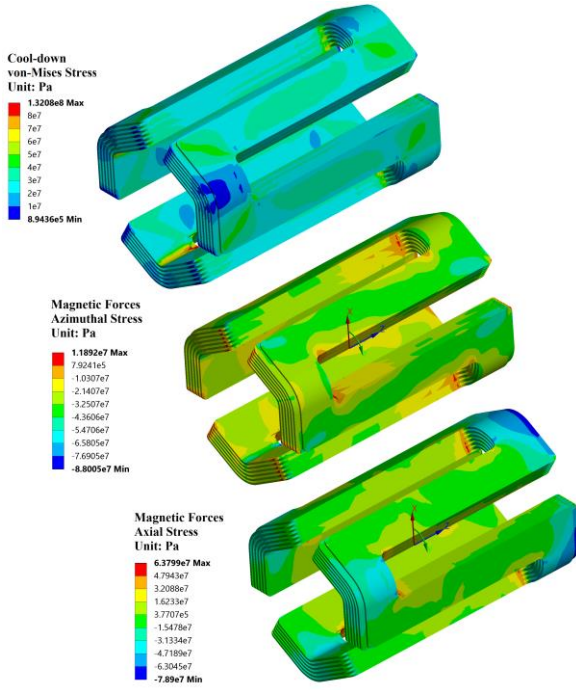 Cool-down
von-Mises Stress
Unit: Pa
1.3208e8 Max
8e7
7e7
6e7
5e7
4e7
3e7
2e7
1e7
8.9436e5 Min
Magnetic Forces
Azimuthal Stress
Unit: Pa
1.1892e7 Max
7.9241e5
-1.0307e7
-2.1407e7
-3.2507e7
-4.3606e7
-5.4706e7
-6.5805e7
-7.6905e7
-8.8005e7 Min
X
Magnetic Forces
Axial Stress
Unit: Pa
6.3799e7 Max
4.7943e7
3.2088e7
1.6233e7
3.7707e5
-1.5478e7
-3.1334e7
-4.7189e7
-6.3045e7
-7.89e7 Min
X
Z